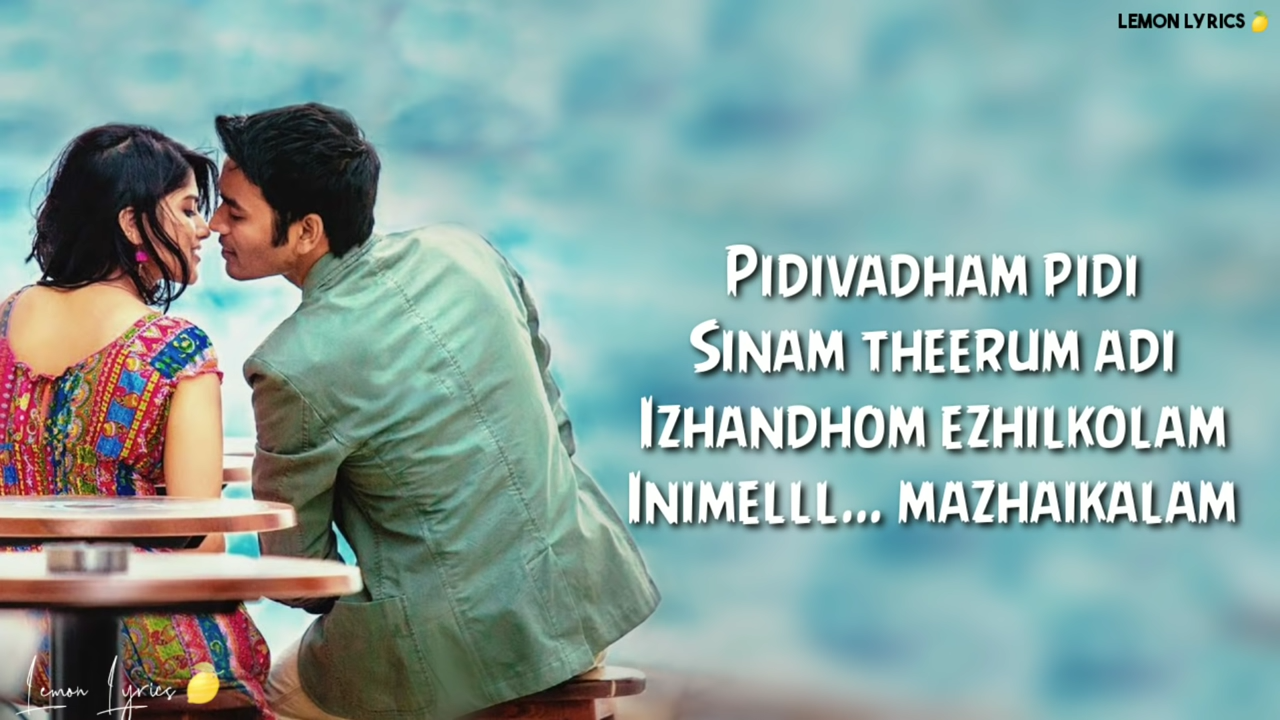 LEMON LYRICS 🍋
PIDIVADHAM PIDI
SINAM THEERUM ADI
IZHANDHOM EZHILKOLAM
INIMELLL... MAZHAIKALAM
Lemon Lyrics 🍋